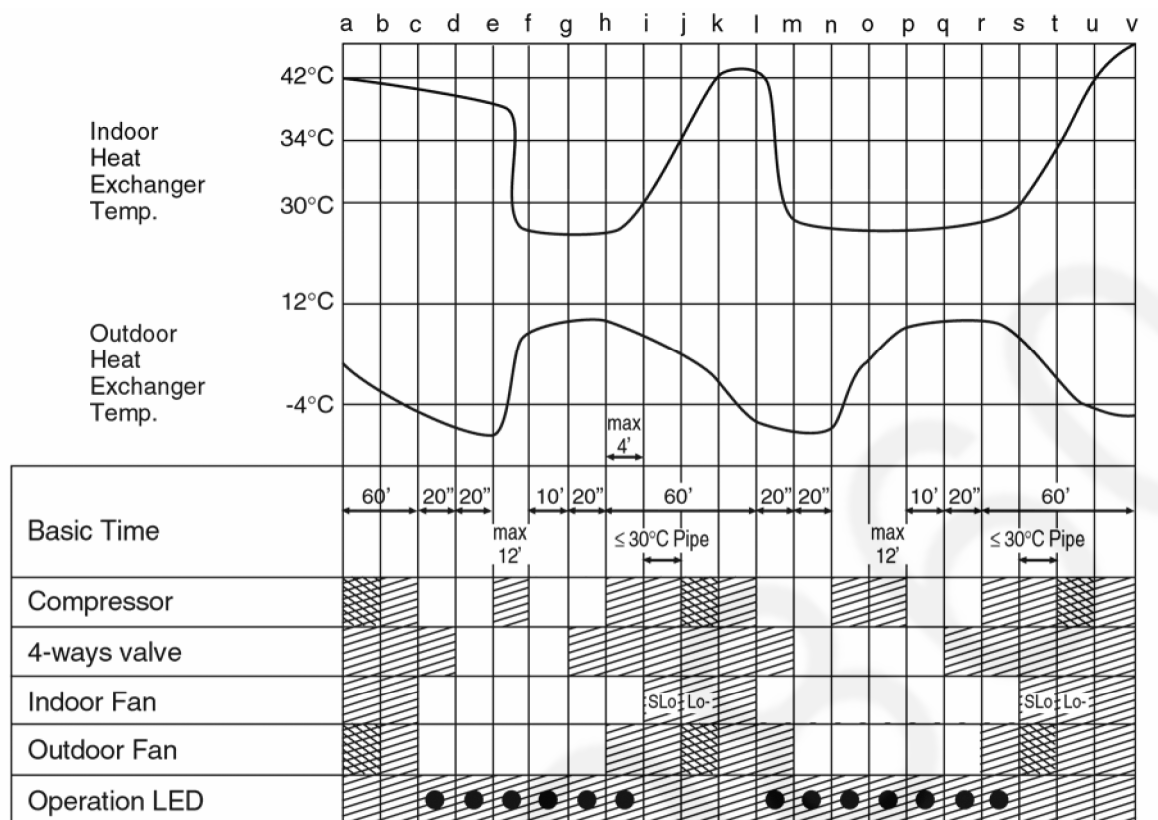 a b c d e f g h i j k l m n o p q r s t u v
42°C
Indoor
Heat
Exchanger
Temp.
34°C
30°C
12°C
Outdoor
Heat
Exchanger
Temp.
-4°C
max
4’
Basic Time
60’ 20” 20” 10’ 20” 60’ 20” 20” 10’ 20” 60’
max
12’
≤ 30°C Pipe
max
12’
≤ 30°C Pipe
Compressor
4-ways valve
Indoor Fan SLo Lo- SLo Lo-
Outdoor Fan
Operation LED